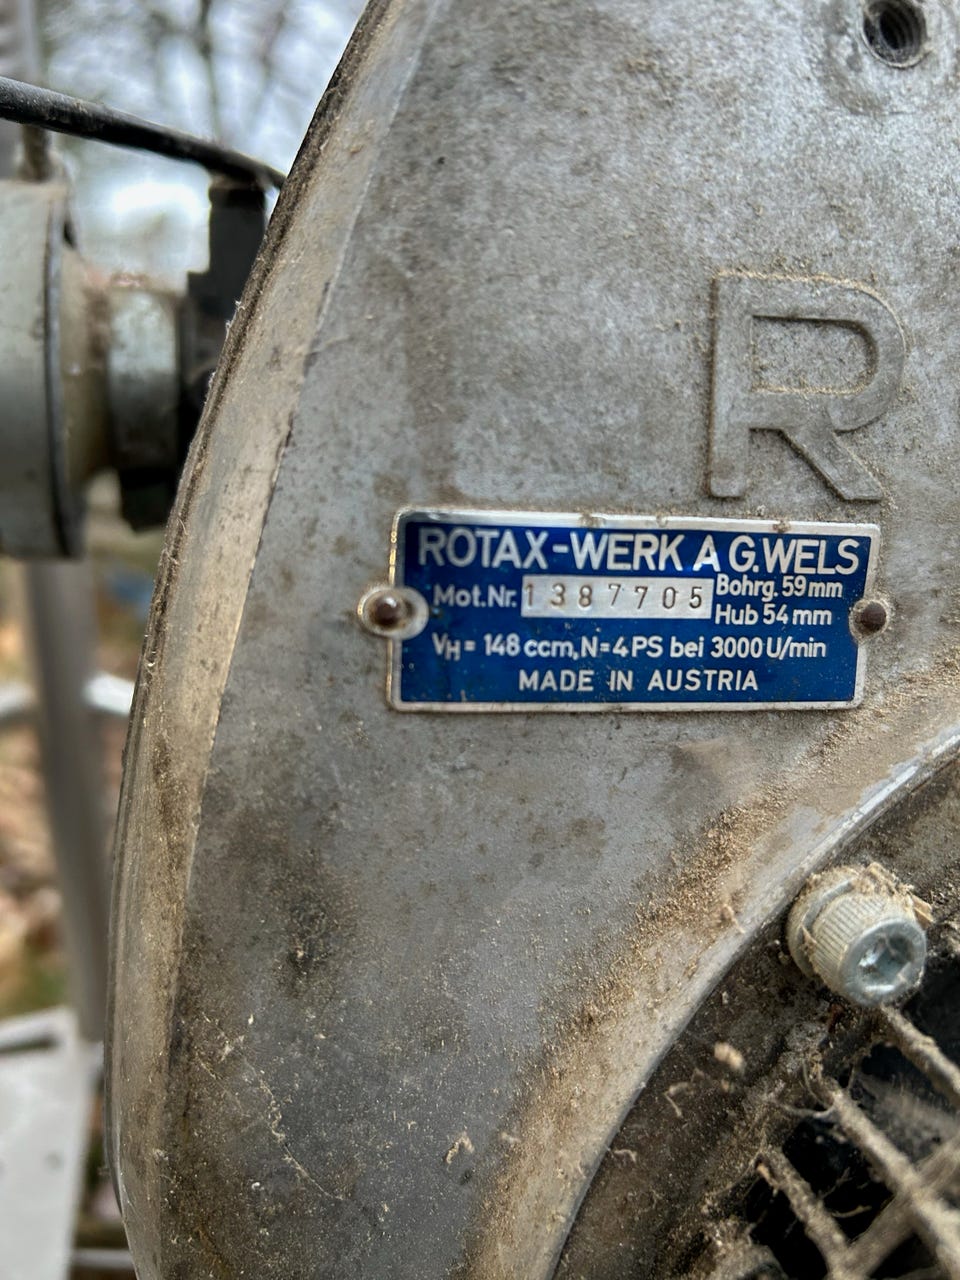 R
ROTAX-WERK A G.WELS
Mot.Nr. 1387705 Bohrg. 59 mm
Hub 54 mm
VH = 148 ccm, N=4 PS bei 3000 U/min
MADE IN AUSTRIA